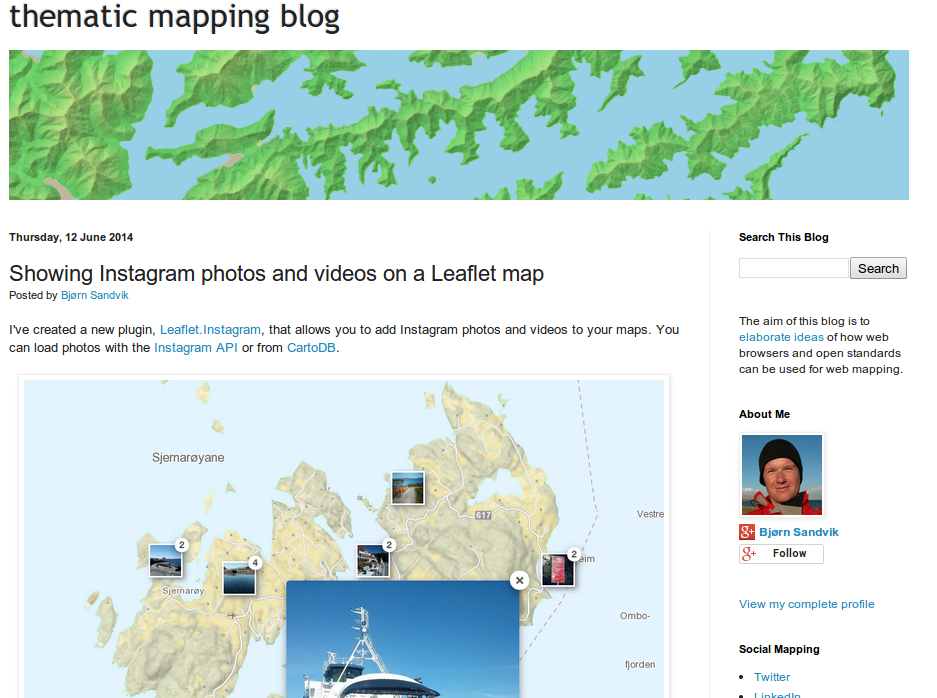 thematic mapping blog
Thursday, 12 June 2014
Showing Instagram photos and videos on a Leaflet map
Posted by Bjørn Sandvik
I've created a new plugin, Leaflet.Instagram, that allows you to add Instagram photos and videos to your maps. You
can load photos with the Instagram API or from CartoDB.
Sjernarøyane
617
Vestre
2
4
2
2
eim
Sjernarøy
×
Ombo-
fjorden
Search This Blog
Search
The aim of this blog is to
elaborate ideas of how web
browsers and open standards
can be used for web mapping.
About Me
g+ Bjørn Sandvik
g+ Follow
View my complete profile
Social Mapping
Twitter
LinkedIn